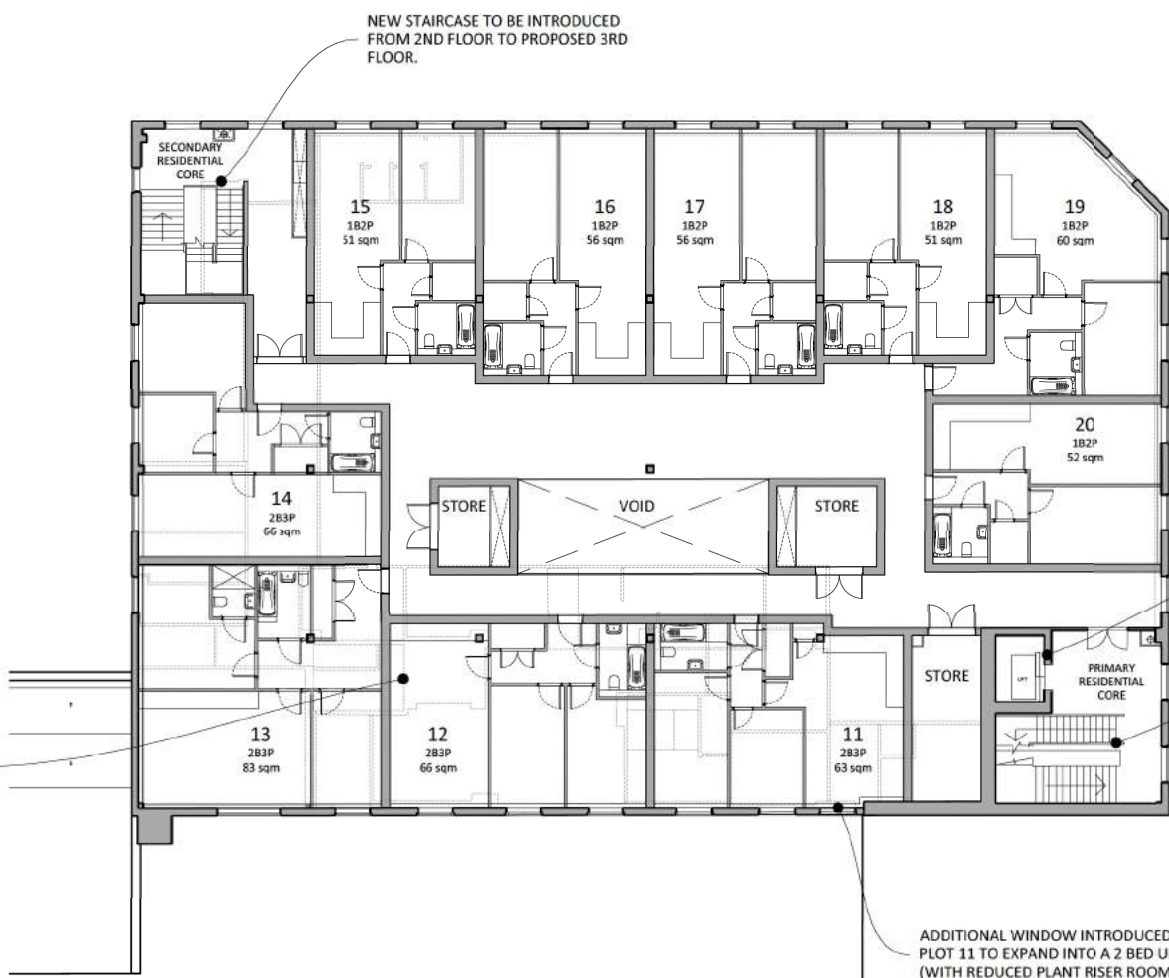 NEW STAIRCASE TO BE INTRODUCED
FROM 2ND FLOOR TO PROPOSED 3RD
FLOOR.
SECONDARY
RESIDENTIAL
CORE
15
1B2P
51 sqm
16
1B2P
56 sqm
17
1B2P
56 sqm
18
1B2P
51 sqm
19
1B2P
60 sqm
20
1B2P
52 sqm
14
2B3P
66 sqm
STORE
VOID
STORE
13
2B3P
83 sqm
12
2B3P
66 sqm
11
2B3P
63 sqm
STORE
LIFT
PRIMARY
RESIDENTIAL
CORE
ADDITIONAL WINDOW INTRODUCED
PLOT 11 TO EXPAND INTO A 2 BED U
(WITH REDUCED PLANT RISER ROOM